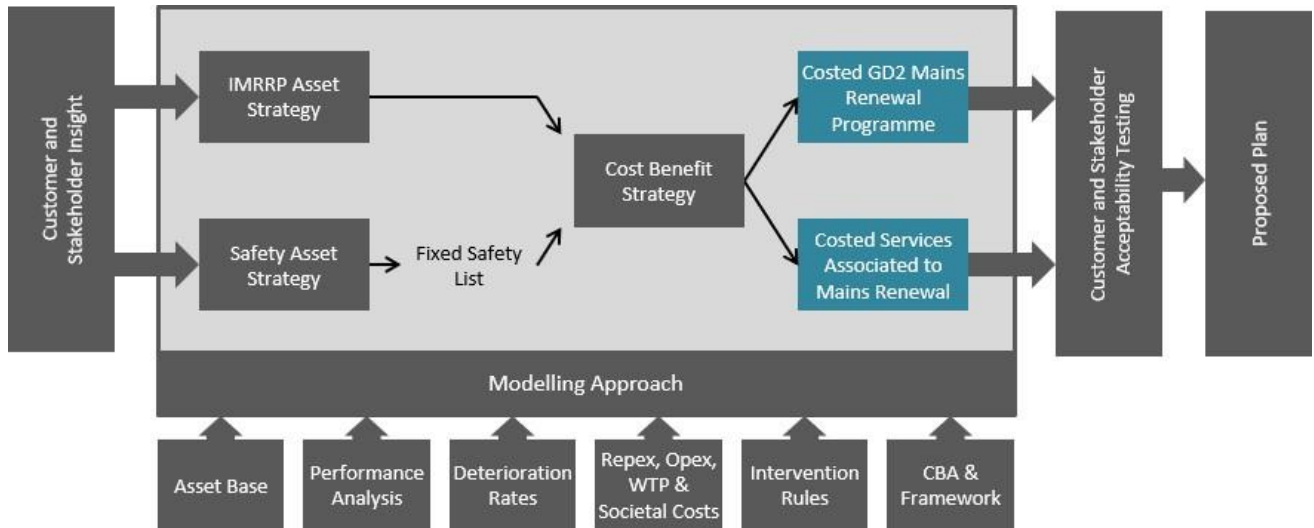 Customer and
Stakeholder Insight
IMRRP Asset
Strategy
Safety Asset
Strategy
Fixed Safety
List
Cost Benefit
Strategy
Costed GD2 Mains
Renewal
Programme
Costed Services
Associated to
Mains Renewal
Customer and Stakeholder
Acceptability Testing
Proposed Plan
Modelling Approach
Asset Base
Performance
Analysis
Deterioration
Rates
Repex, Opex,
WTP &
Societal Costs
Intervention
Rules
CBA &
Framework